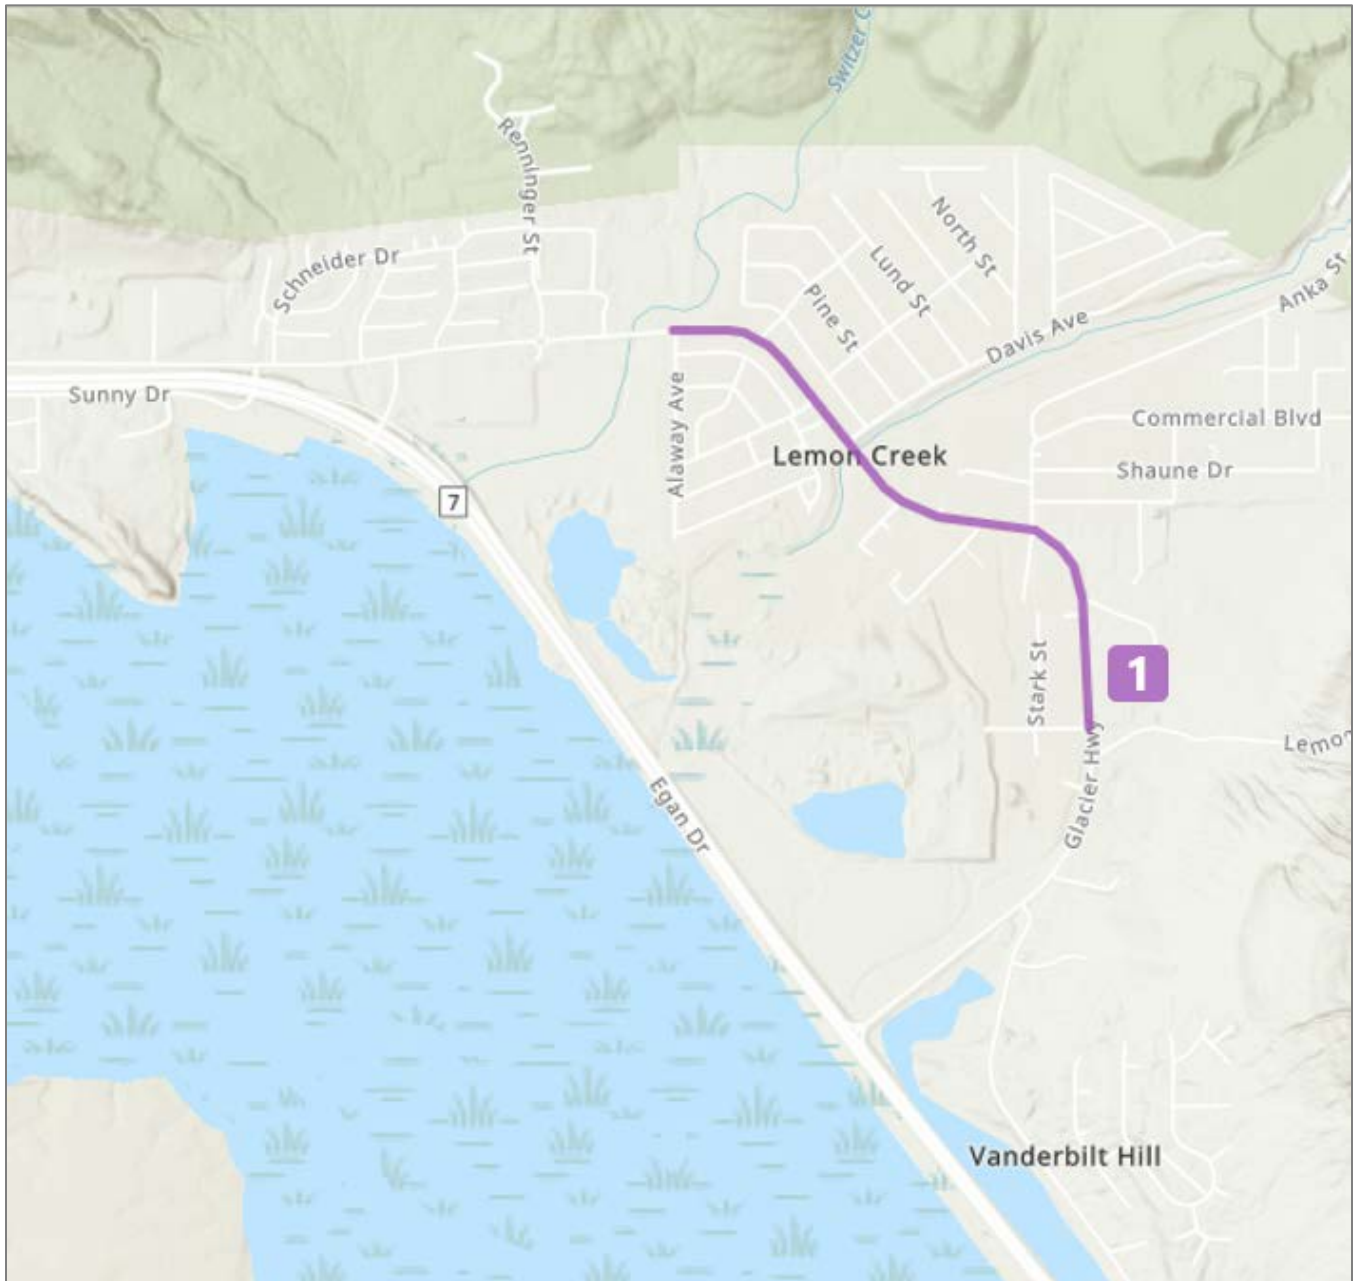 Switzer C
Renninger St
Schneider Dr
North St
Lund St
Pine St
Anka St
Davis Ave
Sunny Dr
Alaway Ave
Commercial Blvd
Lemon Creek
Shaune Dr
7
1
Stark St
Lemon
Glacier Hwy
Egan Dr
Vanderbilt Hill